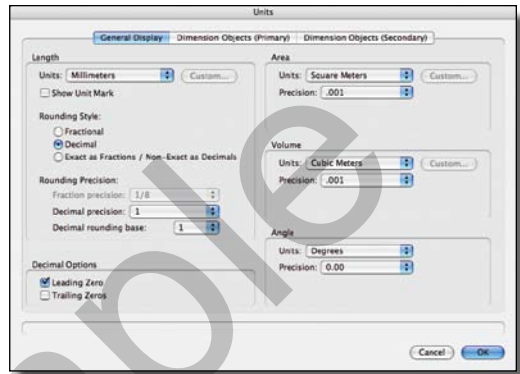 Units
General Display
Dimension Objects (Primary)
Dimension Objects (Secondary)
Length
Units: Millimeters
Custom...
Show Unit Mark
Rounding Style:
Fractional
Decimal
Exact as Fractions / Non-Exact as Decimals
Rounding Precision:
Fraction precision: 1/8
Decimal precision: 1
Decimal rounding base: 1
Decimal Options
Leading Zero
Trailing Zeros
Area
Units: Square Meters
Custom...
Precision: .001
Volume
Units: Cubic Meters
Custom...
Precision: .001
Angle
Units: Degrees
Precision: 0.00
Cancel
OK